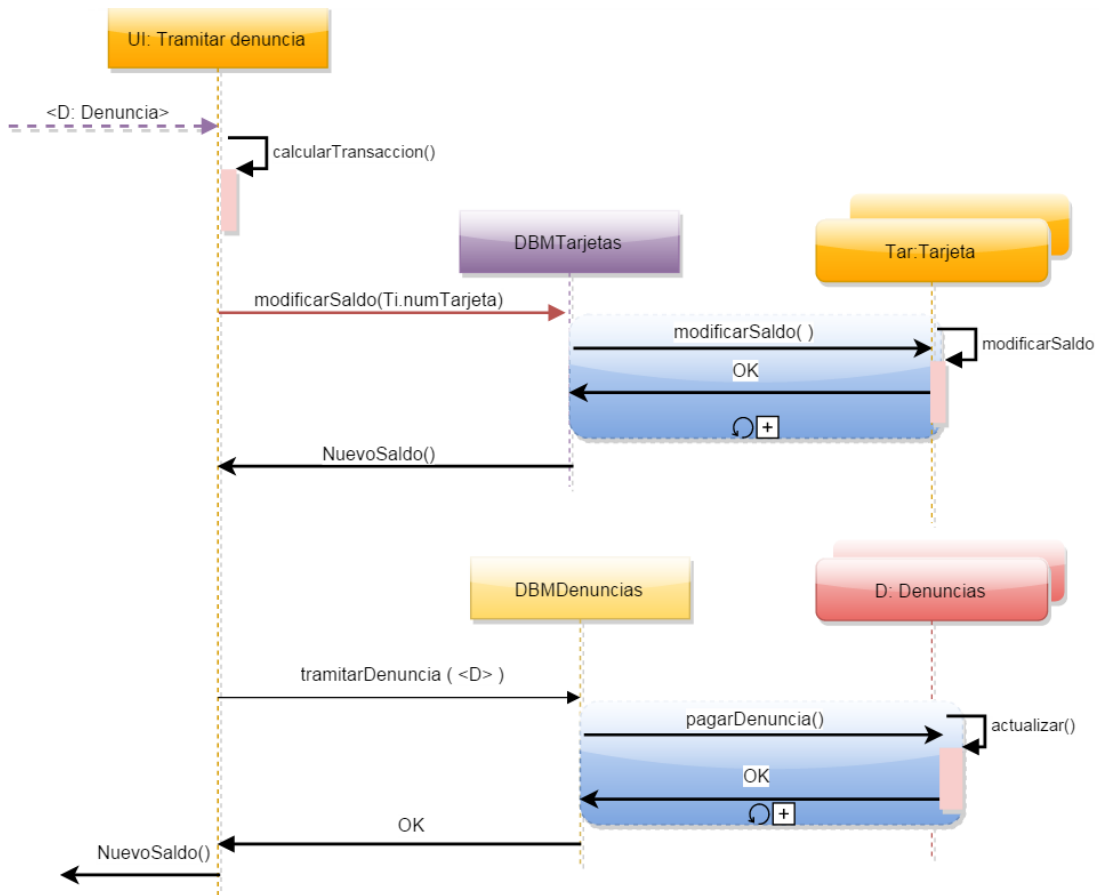 UI: Tramitar denuncia
<D: Denuncia>
calcularTransaccion()
DBMTarjetas
Tar:Tarjeta
modificarSaldo(Ti.numTarjeta)
modificarSaldo( )
modificarSaldo
OK
+
NuevoSaldo()
DBMDenuncias
D: Denuncias
tramitarDenuncia ( <D> )
pagarDenuncia()
actualizar()
OK
+
OK
NuevoSaldo()